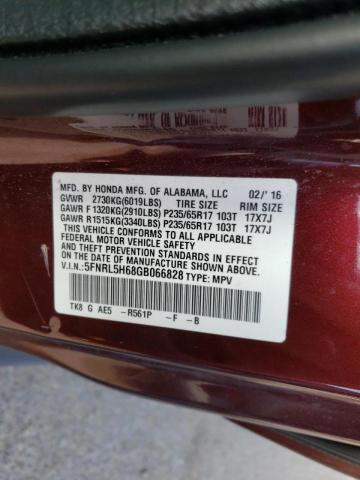 MFD. BY HONDA MFG. OF ALABAMA, LLC 02/'16
GVWR 2730KG(6019LBS) TIRE SIZE RIM SIZE
GAWR F 1320KG(2910LBS) P235/65R17 103T 17X7J
GAWR R1515KG(3340LBS) P235/65R17 103T 17X7J
THIS VEHICLE CONFORMS TO ALL APPLICABLE
FEDERAL MOTOR VEHICLE SAFETY AND THEFT
PREVENTION STANDARDS IN EFFECT ON THE DATE
OF MANUFACTURE SHOWN ABOVE.
V.I.N:5FNRL5H68GB066828 TYPE: MPV
TK8 G AE5 -R561P -F -B